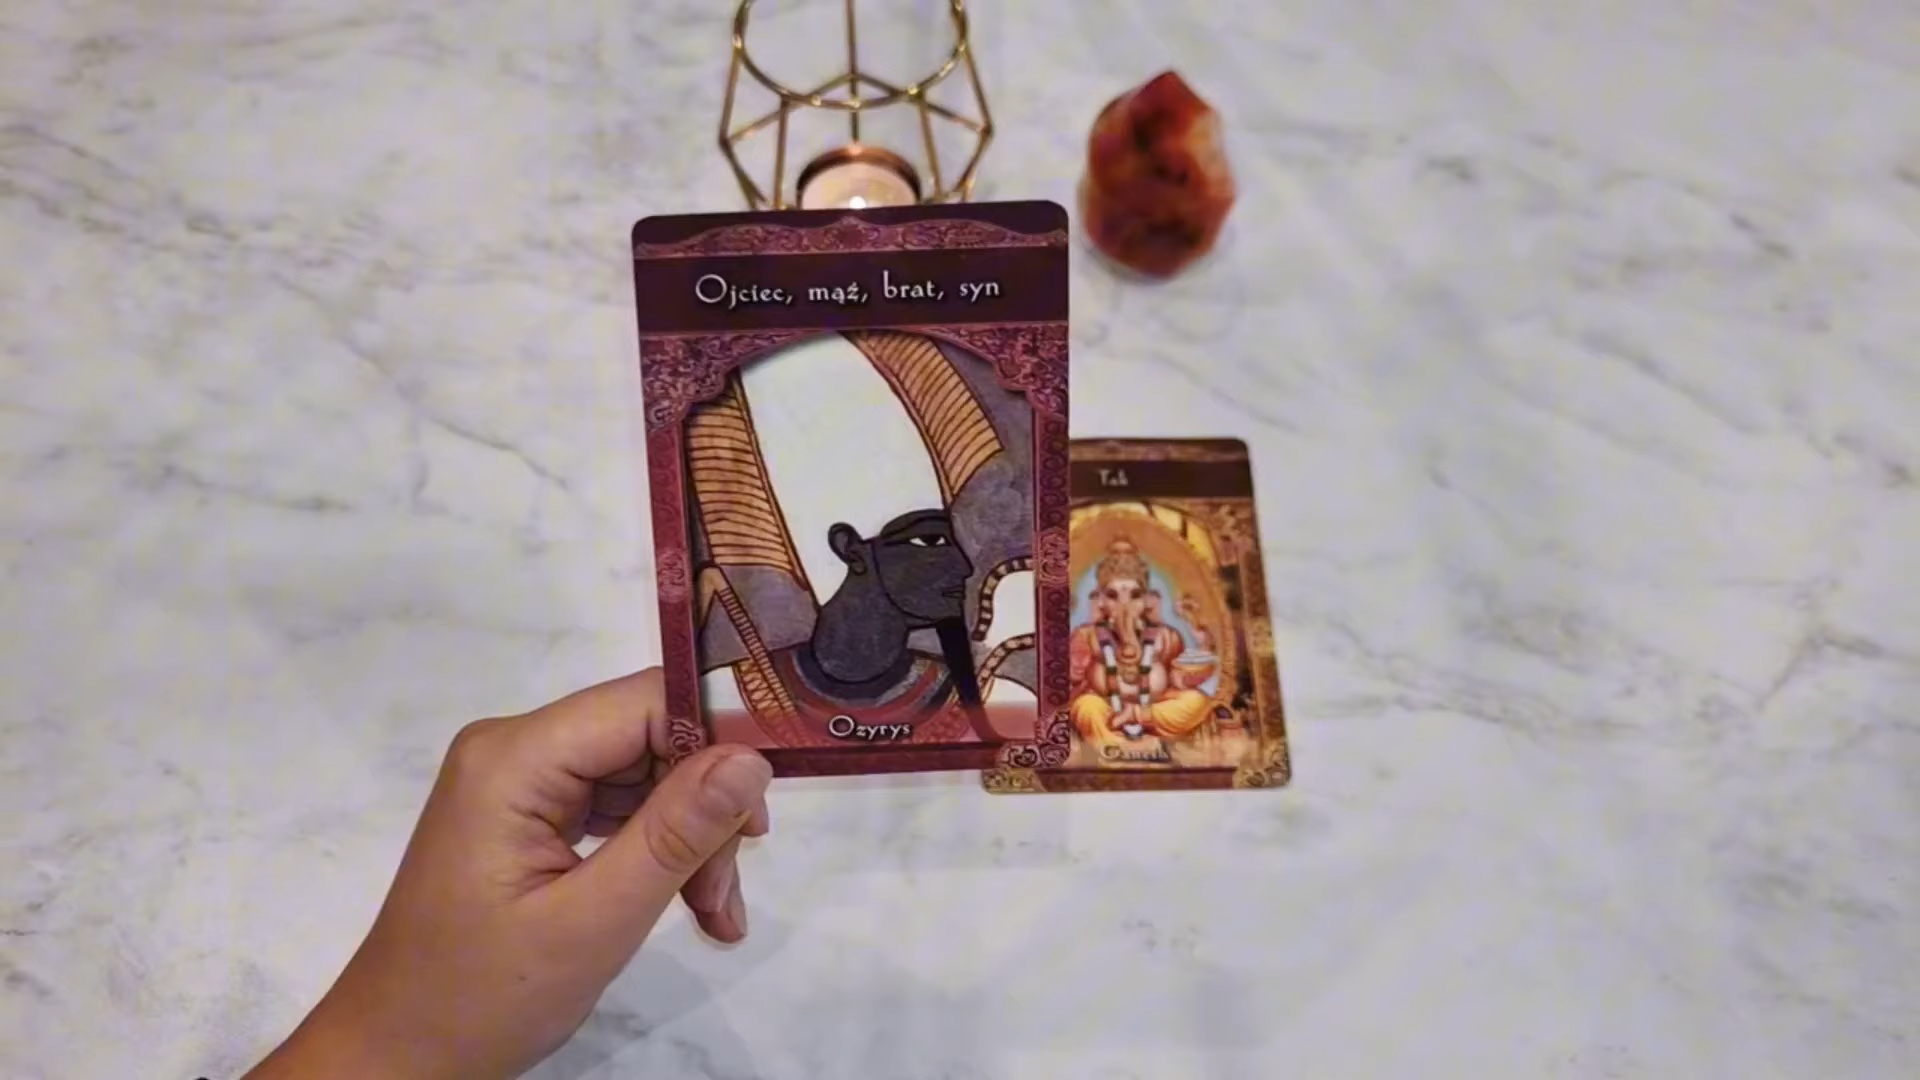 Ojciec, mąż, brat, syn
Ozyrys
Tak